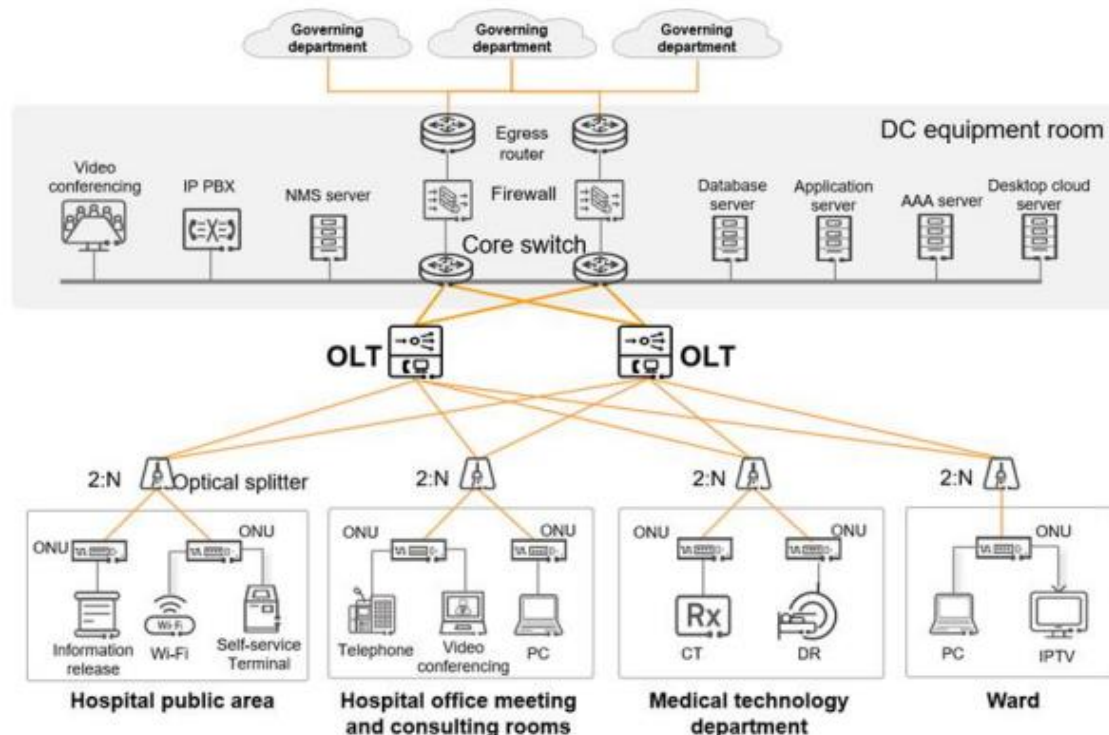 Governing
department
Governing
department
Governing
department
DC equipment room
Egress
router
Video
conferencing
IP PBX
NMS server
Firewall
Database
server
Application
server
AAA server
Desktop cloud
server
Core switch
OLT
OLT
2:N
Optical splitter
2:N
2:N
2:N
ONU
ONU
ONU
ONU
ONU
ONU
ONU
Wi-Fi
Rx
Information
release
Wi-Fi
Self-service
Terminal
Telephone
Video
conferencing
PC
CT
DR
PC
IPTV
Hospital public area
Hospital office meeting
and consulting rooms
Medical technology
department
Ward